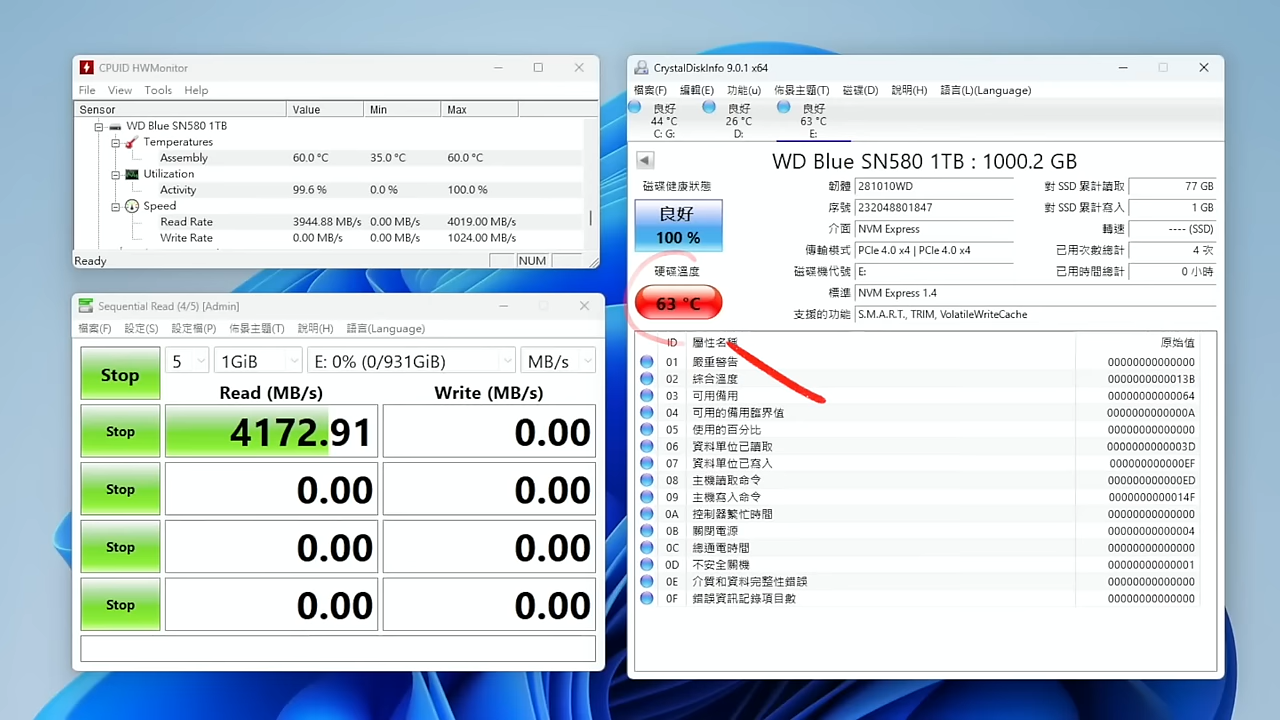 CPUID HWMonitor
File View Tools Help
Sensor Value Min Max
WD Blue SN580 1TB
Temperatures
Assembly 60.0 °C 35.0 °C 60.0 °C
Utilization
Activity 99.6 % 0.0 % 100.0 %
Speed
Read Rate 3944.88 MB/s 0.00 MB/s 4019.00 MB/s
Write Rate 0.00 MB/s 0.00 MB/s 1024.00 MB/s
Ready NUM
Sequential Read (4/5) [Admin]
檔案(F) 設定(S) 設定檔(P) 佈景主題(T) 說明(H) 語言(Language)
Stop 5 1GiB E: 0% (0/931GiB) MB/s
Read (MB/s) Write (MB/s)
Stop 4172.91 0.00
Stop 0.00 0.00
Stop 0.00 0.00
Stop 0.00 0.00
CrystalDiskInfo 9.0.1 x64
檔案(F) 編輯(E) 功能(u) 佈景主題(T) 磁碟(D) 說明(H) 語言(L)(Language)
良好 良好 良好
44 °C 26 °C 63 °C
C: G: D: E:
WD Blue SN580 1TB : 1000.2 GB
磁碟健康狀態
良好
100 %
硬碟溫度
63 °C
韌體 281010WD 對 SSD 累計讀取 77 GB
序號 232048801847 對 SSD 累計寫入 1 GB
介面 NVM Express 轉速 ---- (SSD)
傳輸模式 PCIe 4.0 x4 | PCIe 4.0 x4 已用次數總計 4 次
磁碟機代號 E: 已用時間總計 0 小時
標準 NVM Express 1.4
支援的功能 S.M.A.R.T., TRIM, VolatileWriteCache
ID 屬性名稱 原始值
01 嚴重警告 00000000000000
02 綜合溫度 0000000000013B
03 可用備用 00000000000064
04 可用的備用臨界值 0000000000000A
05 使用的百分比 00000000000000
06 資料單位已讀取 0000000000003D
07 資料單位已寫入 000000000000EF
08 主機讀取命令 000000000000ED
09 主機寫入命令 0000000000014F
0A 控制器繁忙時間 00000000000000
0B 關閉電源 00000000000004
0C 總通電時間 00000000000000
0D 不安全關機 00000000000001
0E 介質和資料完整性錯誤 00000000000000
0F 錯誤資訊記錄項目數 00000000000000